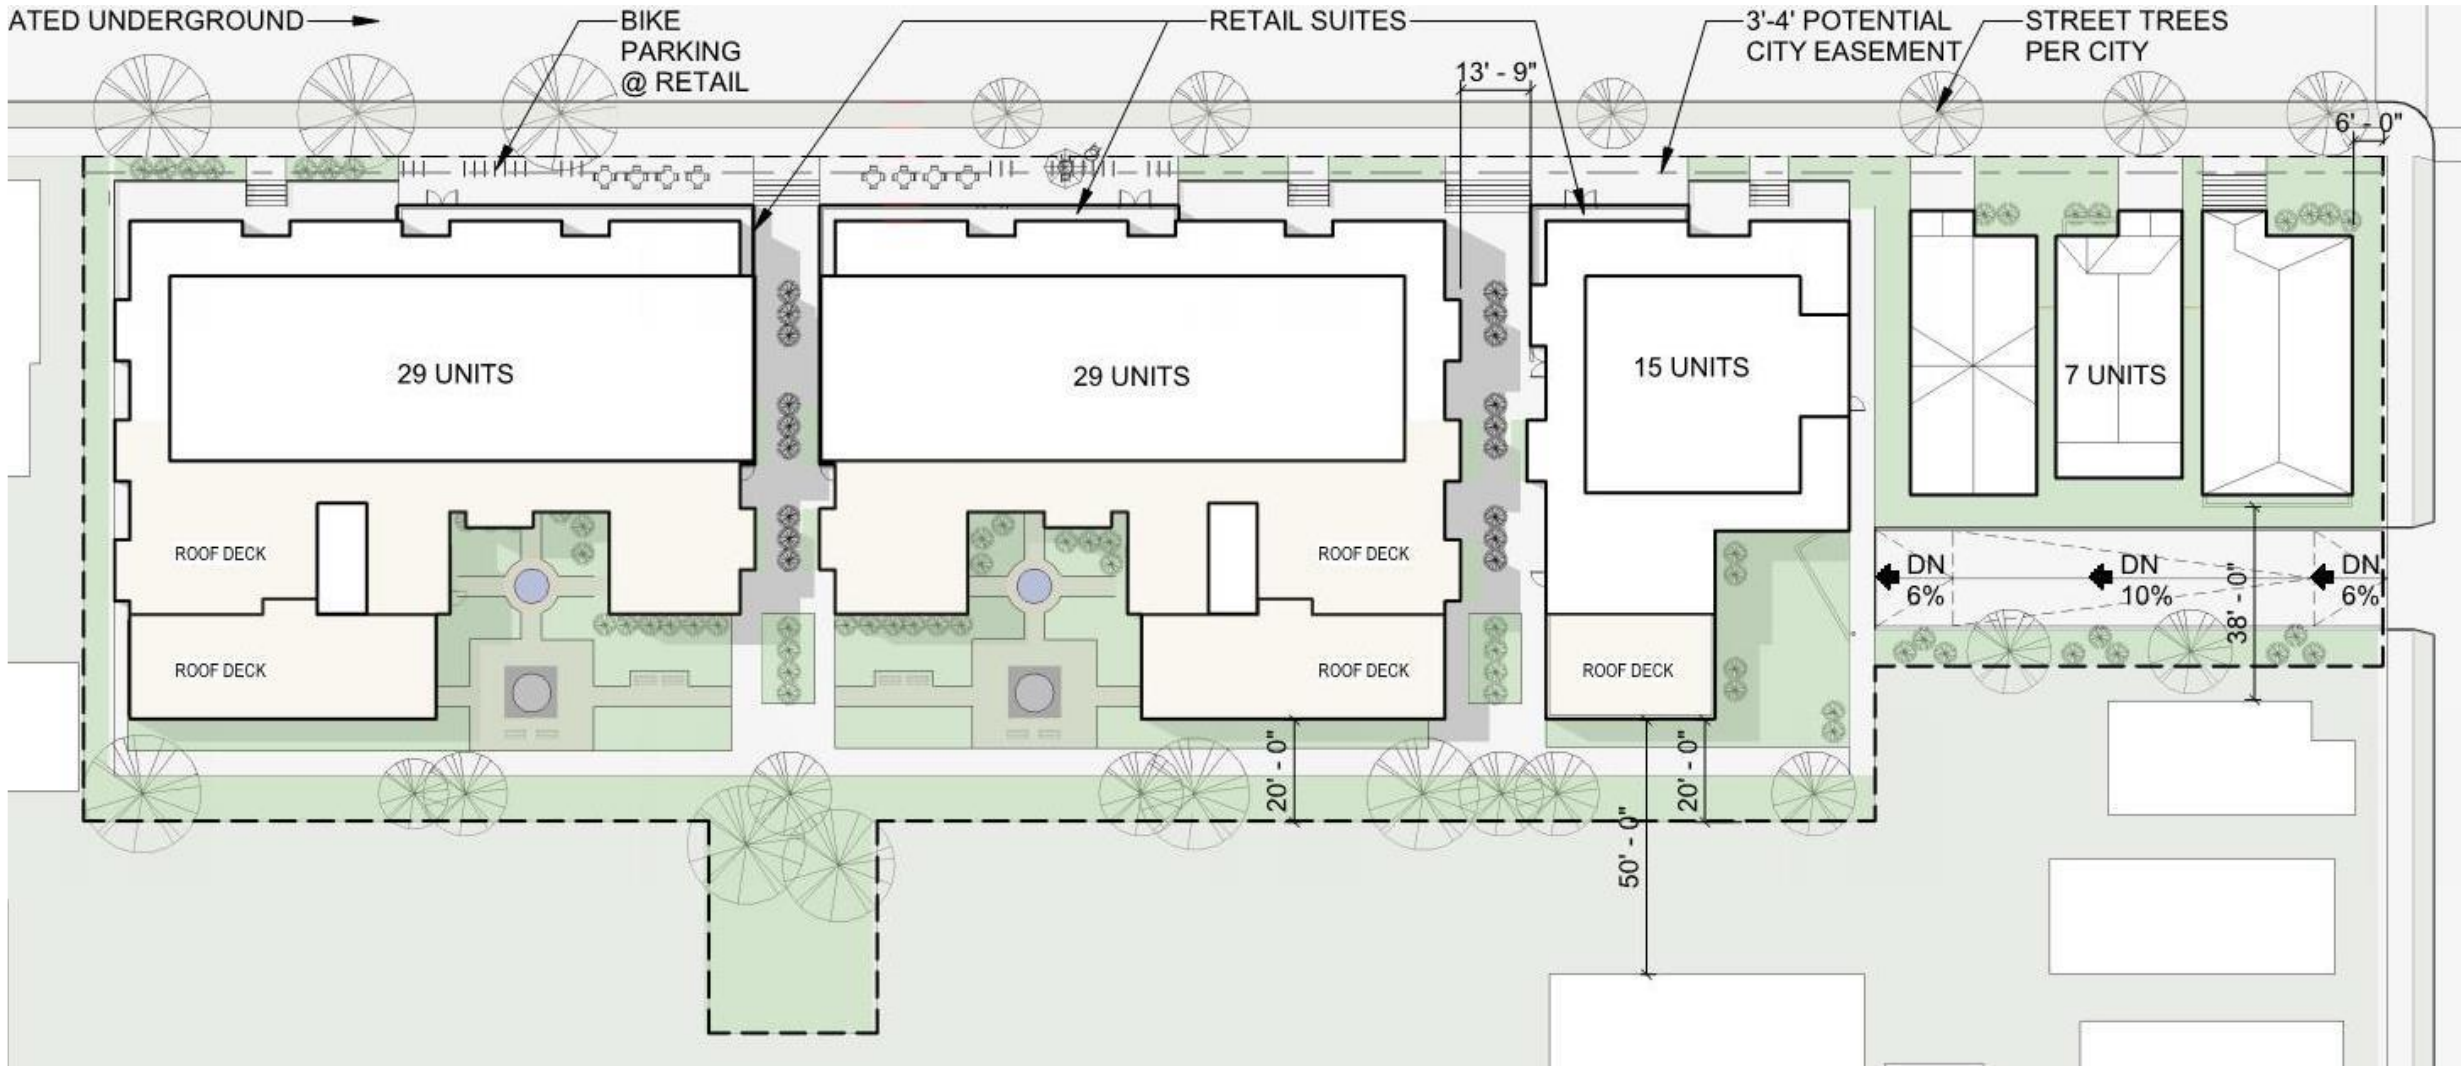 ATED UNDERGROUND
BIKE
PARKING
@ RETAIL
RETAIL SUITES
3'-4' POTENTIAL
CITY EASEMENT
STREET TREES
PER CITY
13' - 9"
6' - 0"
29 UNITS
29 UNITS
15 UNITS
7 UNITS
ROOF DECK
ROOF DECK
ROOF DECK
ROOF DECK
ROOF DECK
DN
6%
DN
10%
DN
6%
38' - 0"
20' - 0"
20' - 0"
50' - 0"